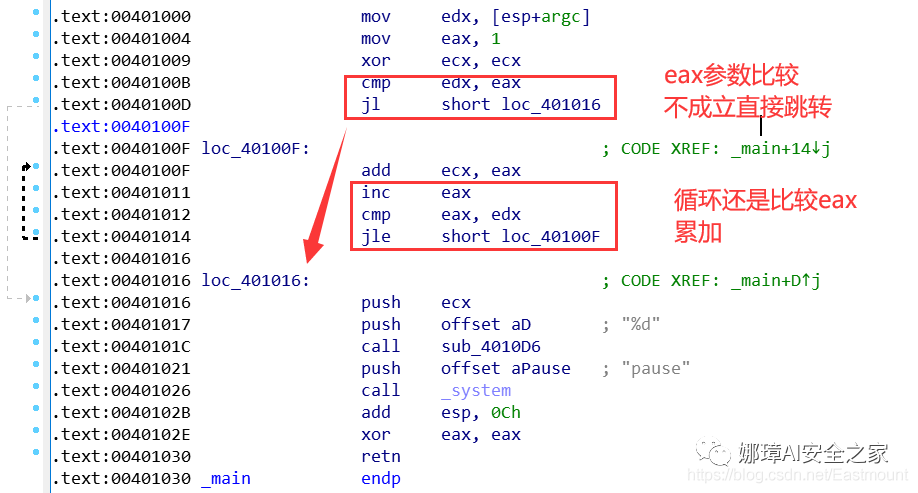 .text:00401000 mov edx, [esp+argc]
.text:00401004 mov eax, 1
.text:00401009 xor ecx, ecx
.text:0040100B cmp edx, eax
.text:0040100D jl short loc_401016
.text:0040100F
.text:0040100F loc_40100F: ; CODE XREF: _main+14↓j
.text:0040100F add ecx, eax
.text:00401011 inc eax
.text:00401012 cmp eax, edx
.text:00401014 jle short loc_40100F
.text:00401016
.text:00401016 loc_401016: ; CODE XREF: _main+D↑j
.text:00401016 push ecx
.text:00401017 push offset aD ; "%d"
.text:0040101C call sub_4010D6
.text:00401021 push offset aPause ; "pause"
.text:00401026 call _system
.text:0040102B add esp, 0Ch
.text:0040102E xor eax, eax
.text:00401030 retn
.text:00401030 _main endp
eax参数比较
不成立直接跳转
循环还是比较eax
累加
娜璋AI安全之家
https://blog.csdn.net/Eastmount